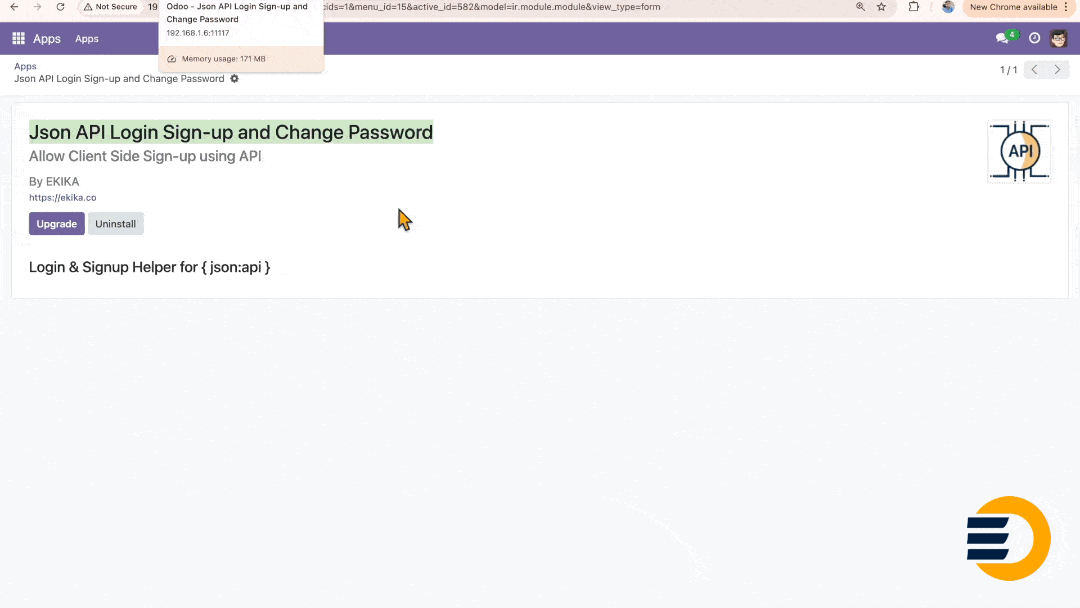 Not Secure
19
cids=1&menu_id=15&active_id=582&model=ir.module.module&view_type=form
New Chrome available
Odoo - Json API Login Sign-up and
Change Password
192.168.1.6:11117
Memory usage: 171 MB
Apps
Apps
4
Apps
Json API Login Sign-up and Change Password
1 / 1
Json API Login Sign-up and Change Password
Allow Client Side Sign-up using API
By EKIKA
https://ekika.co
Upgrade
Uninstall
API
Login & Signup Helper for { json:api }